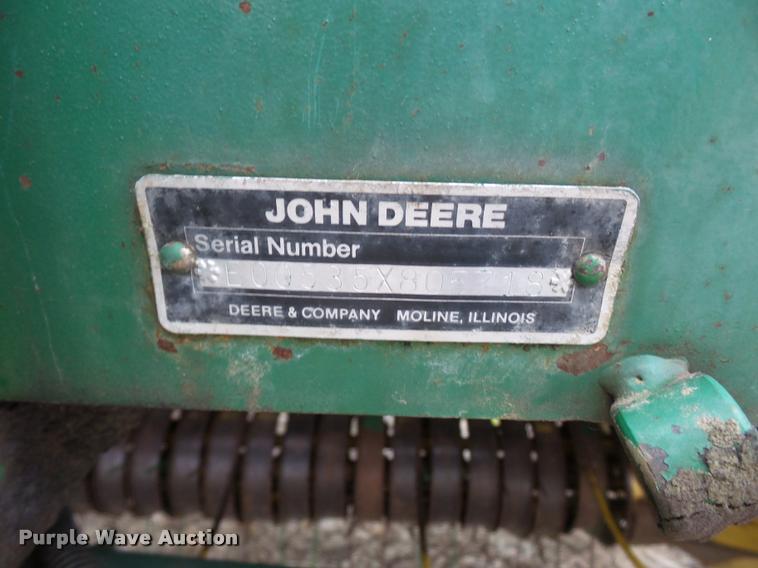 JOHN DEERE
Serial Number
DEERE & COMPANY MOLINE, ILLINOIS
Purple Wave Auction